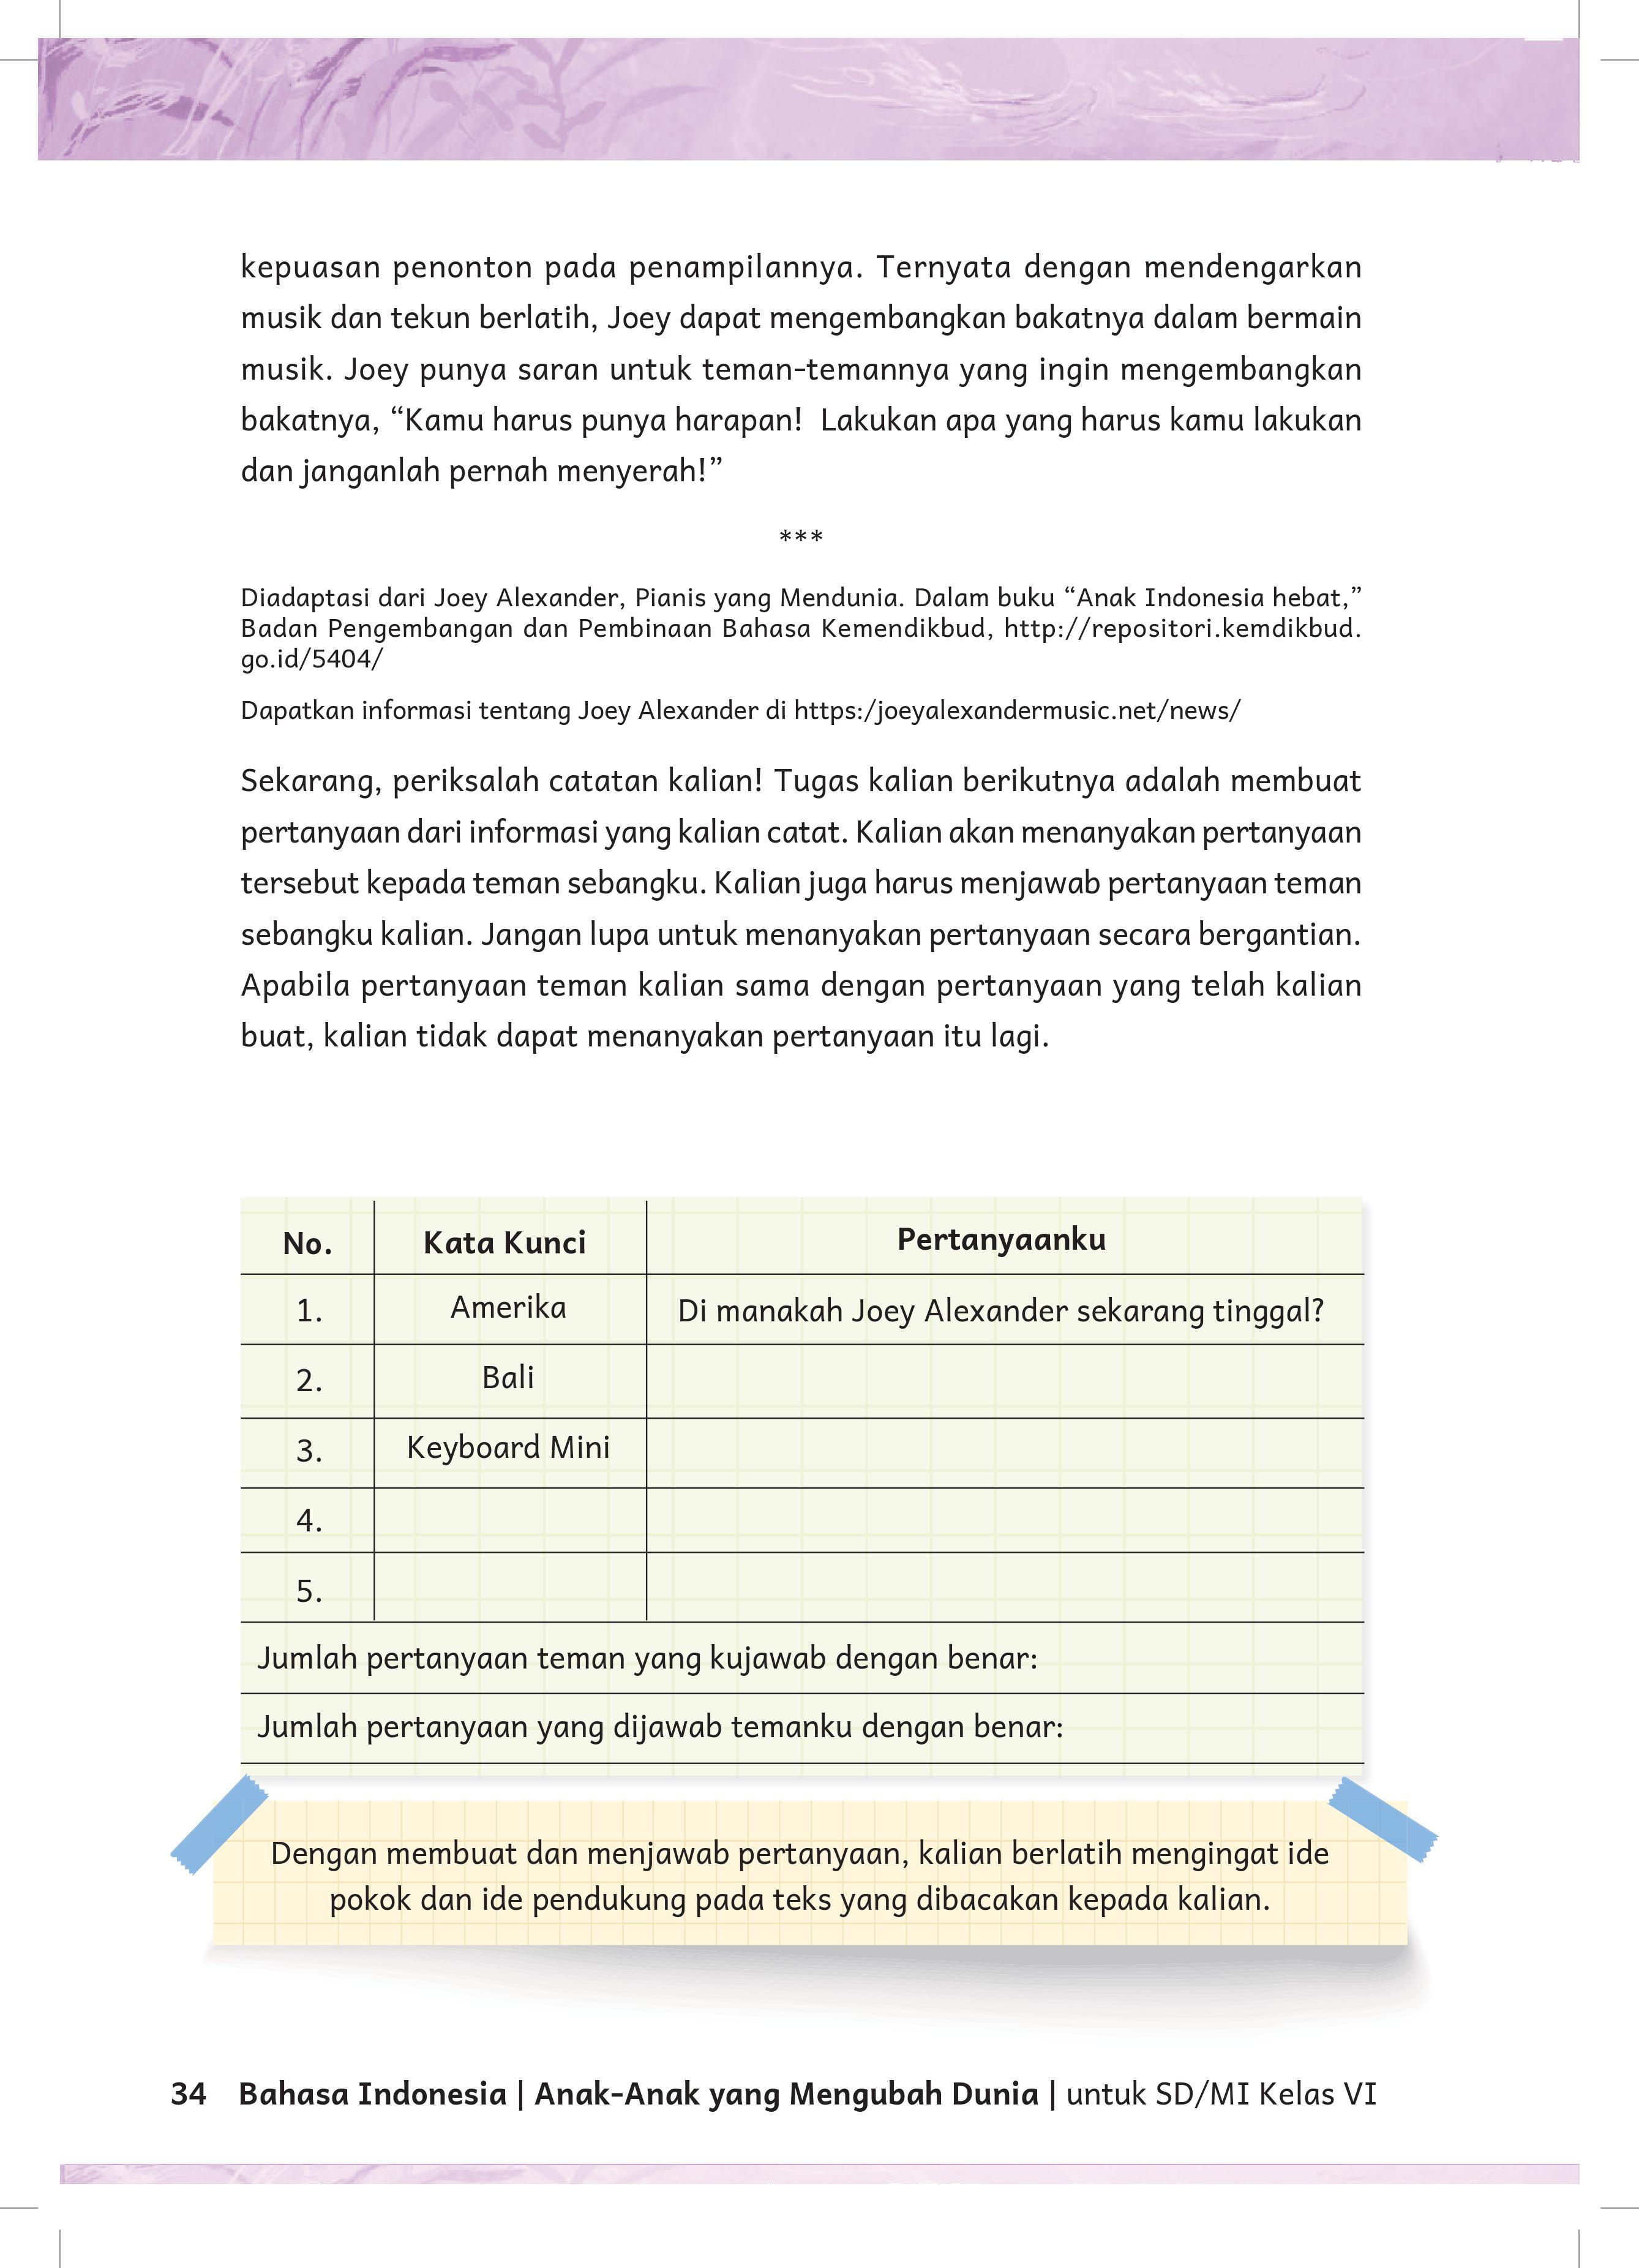 kepuasan penonton pada penampilannya. Ternyata dengan mendengarkan
musik dan tekun berlatih, Joey dapat mengembangkan bakatnya dalam bermain
musik. Joey punya saran untuk teman-temannya yang ingin mengembangkan
bakatnya, “Kamu harus punya harapan!  Lakukan apa yang harus kamu lakukan
dan janganlah pernah menyerah!”
***
Diadaptasi dari Joey Alexander, Pianis yang Mendunia. Dalam buku “Anak Indonesia hebat,”
Badan Pengembangan dan Pembinaan Bahasa Kemendikbud, http://repositori.kemdikbud.
go.id/5404/
Dapatkan informasi tentang Joey Alexander di https:/joeyalexandermusic.net/news/
Sekarang, periksalah catatan kalian! Tugas kalian berikutnya adalah membuat
pertanyaan dari informasi yang kalian catat. Kalian akan menanyakan pertanyaan
tersebut kepada teman sebangku. Kalian juga harus menjawab pertanyaan teman
sebangku kalian. Jangan lupa untuk menanyakan pertanyaan secara bergantian.
Apabila pertanyaan teman kalian sama dengan pertanyaan yang telah kalian
buat, kalian tidak dapat menanyakan pertanyaan itu lagi.
No. Kata Kunci Pertanyaanku
1. Amerika Di manakah Joey Alexander sekarang tinggal?
2. Bali
3. Keyboard Mini
4.
5.
Jumlah pertanyaan teman yang kujawab dengan benar:
Jumlah pertanyaan yang dijawab temanku dengan benar:
Dengan membuat dan menjawab pertanyaan, kalian berlatih mengingat ide
pokok dan ide pendukung pada teks yang dibacakan kepada kalian.
34 Bahasa Indonesia | Anak-Anak yang Mengubah Dunia | untuk SD/MI Kelas VI